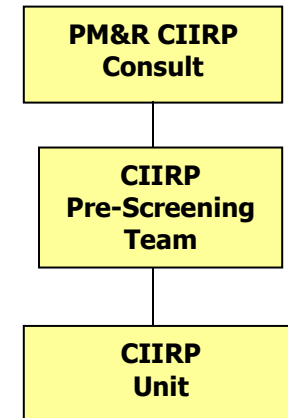 PM&R CIIRP
Consult
CIIRP
Pre-Screening
Team
CIIRP
Unit